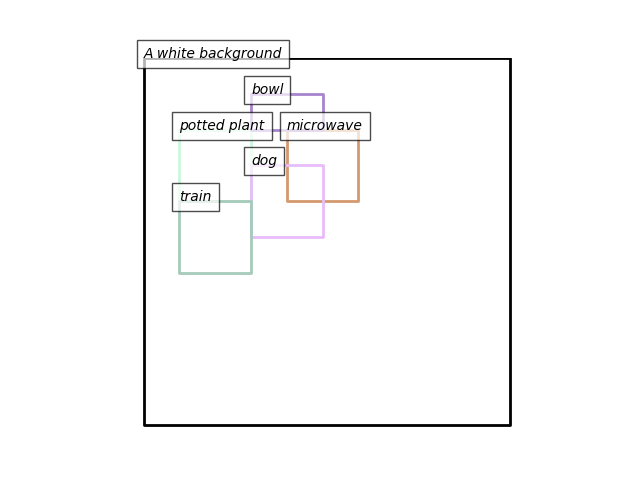 A white background
bowl
potted plant
microwave
dog
train